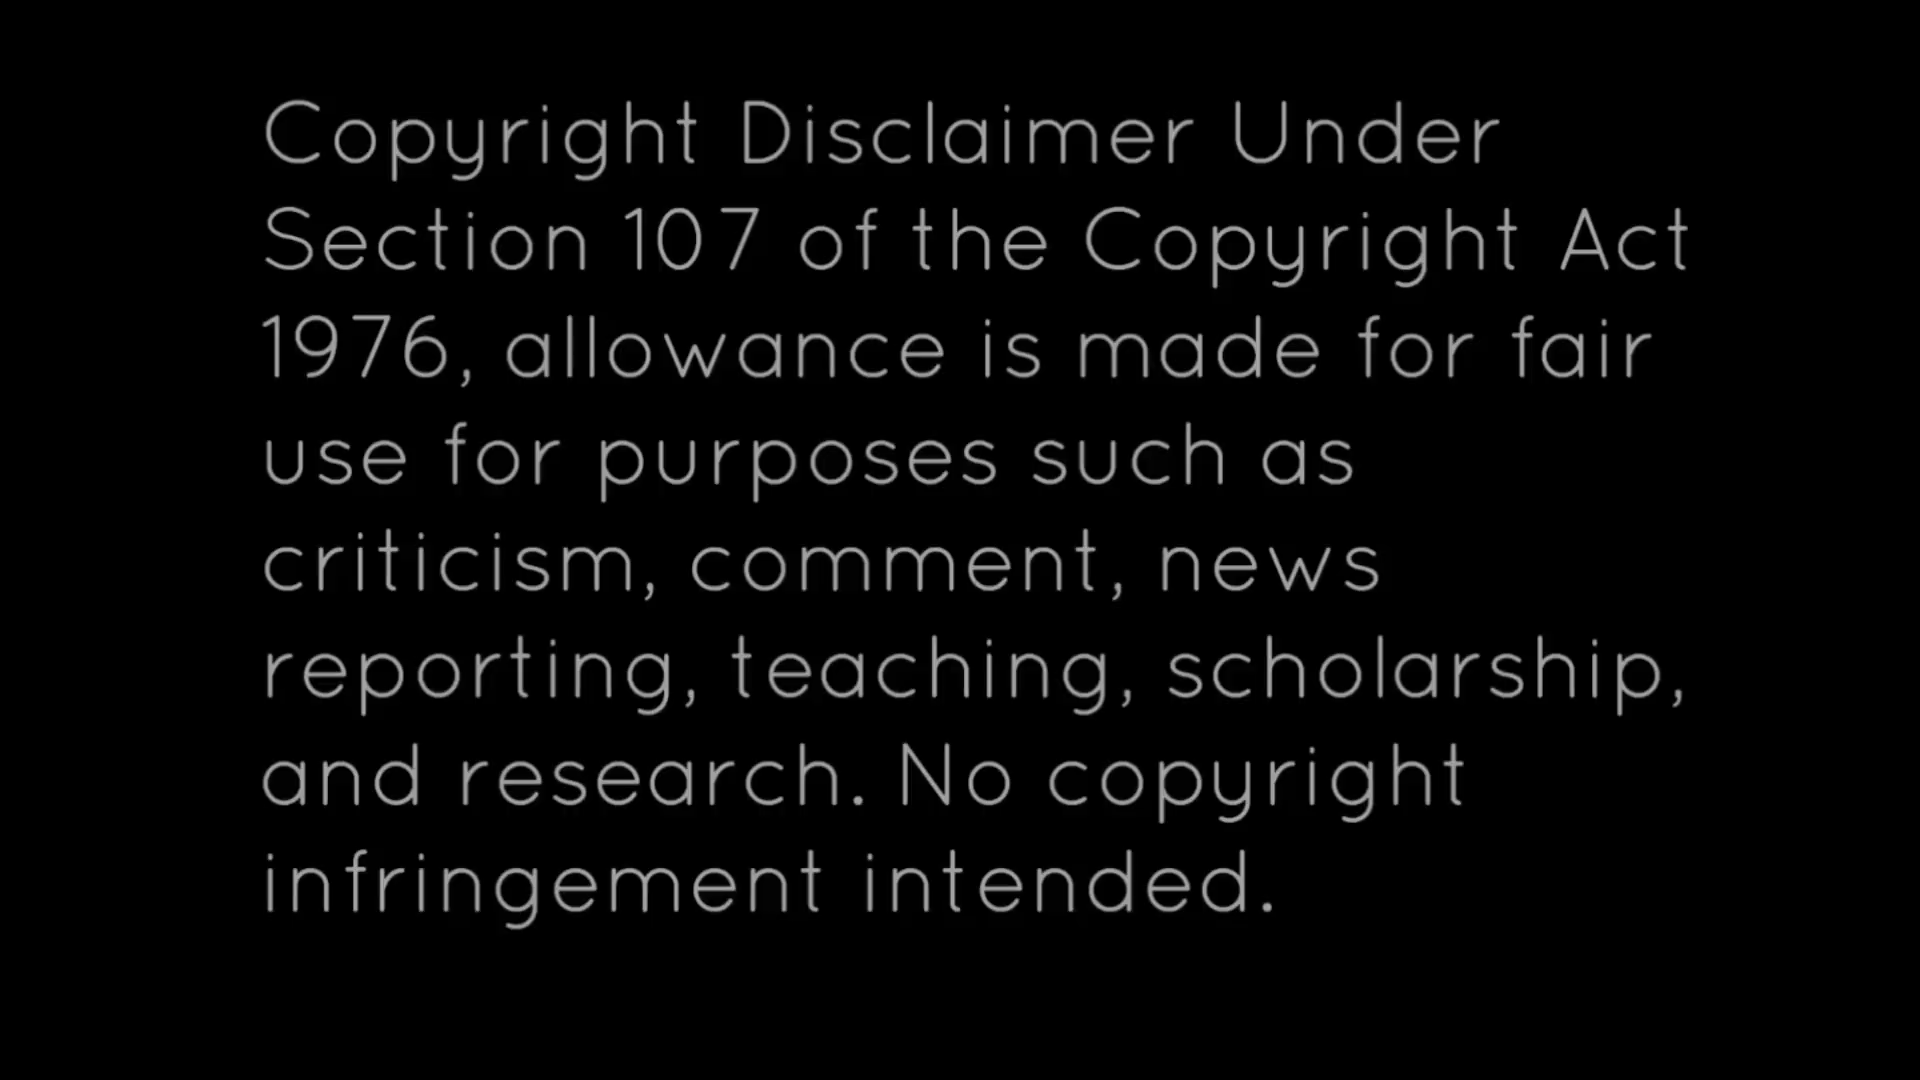 Copyright Disclaimer Under
Section 107 of the Copyright Act
1976, allowance is made for fair
use for purposes such as
criticism, comment, news
reporting, teaching, scholarship,
and research. No copyright
infringement intended.